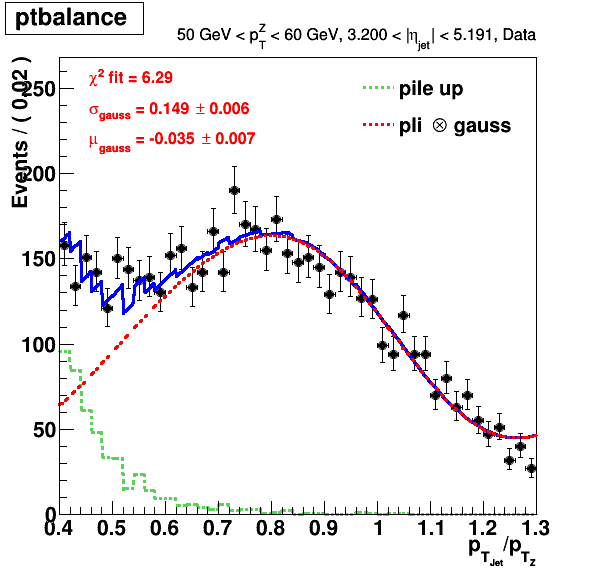 ptbalance
50 GeV < p_T^Z < 60 GeV, 3.200 < |η_jet| < 5.191, Data
χ² fit = 6.29
σ_gauss = 0.149 ± 0.006
μ_gauss = -0.035 ± 0.007
pile up
pli ⊗ gauss
Events / ( 0.02 )
250
200
150
100
50
0
0.4 0.5 0.6 0.7 0.8 0.9 1 1.1 1.2 1.3
p_T_Jet/p_T_Z